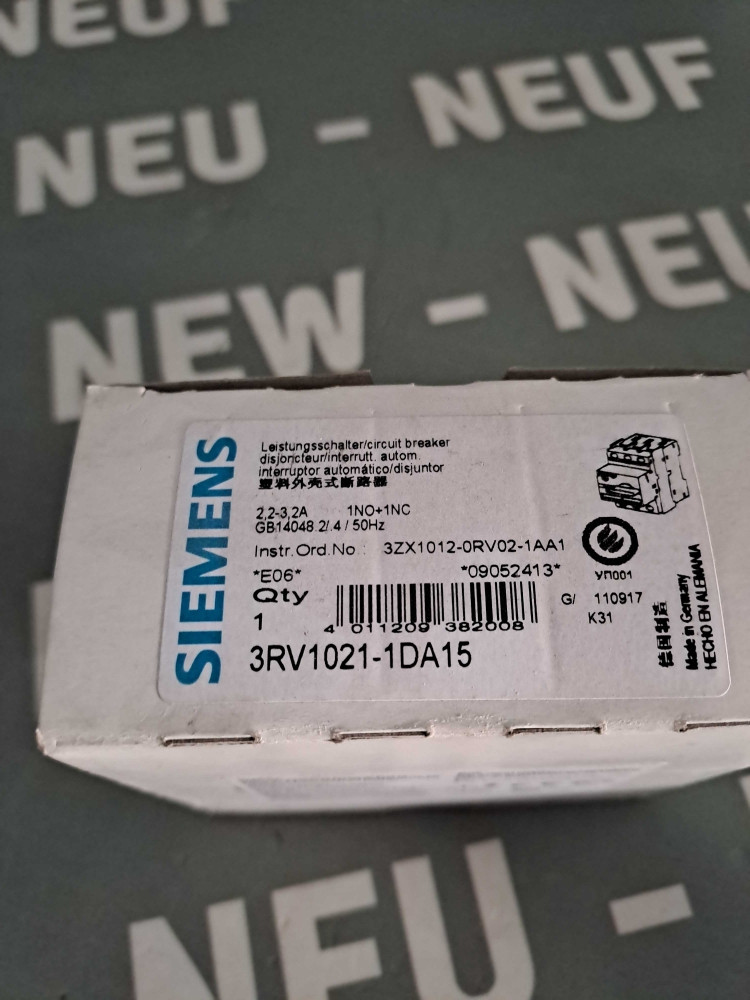 NEUF
NEU - NEUF
NEW - NEU
SIEMENS
Leistungsschalter/circuit breaker
disjoncteur/interrutt. autom.
interruptor automático/disjuntor
塑料外壳式断路器
2,2-3,2A 1NO+1NC
GB14048.2/.4 / 50Hz
Instr.Ord.No.: 3ZX1012-0RV02-1AA1
*E06* *09052413*
Qty
1
4 011209 382008
G/ 110917
K31
УП001
3RV1021-1DA15
德国制造
Made in Germany
HECHO EN ALEMANIA
NEU -